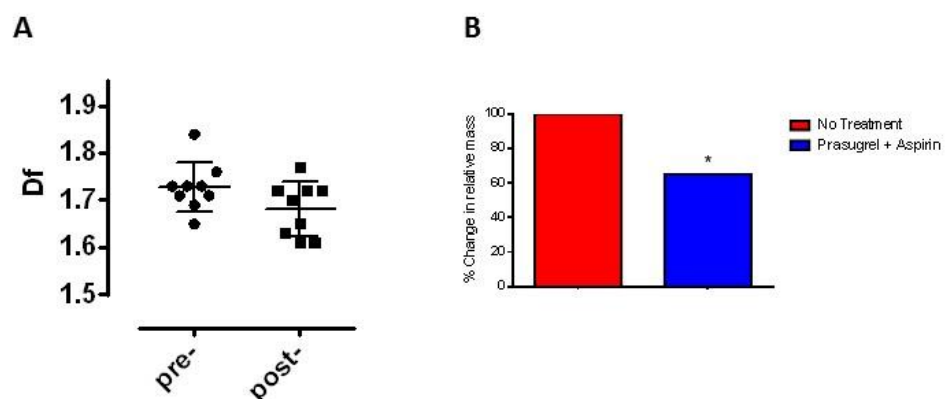 A
Df
1.9
1.8
1.7
1.6
1.5
pre-
post-
B
% Change in relative mass
100
80
60
40
20
0
*
No Treatment
Prasugrel + Aspirin